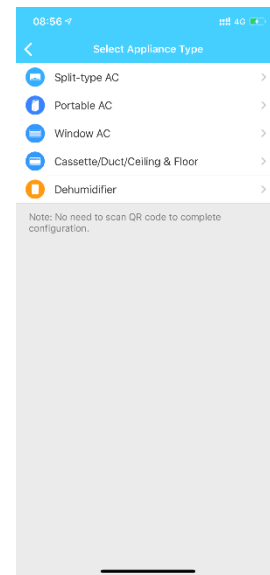 08:56
4G
Select Appliance Type
Split-type AC
Portable AC
Window AC
Cassette/Duct/Ceiling & Floor
Dehumidifier
Note: No need to scan QR code to complete
configuration.